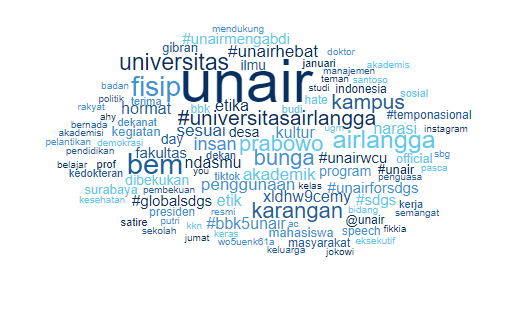 mendukung
#unairmengabdi
gibran #unairhebat doktor
universitas ilmu januari akademis
badan fisip unair manajemen
teman santoso
studi indonesia sosial
politik terima bbk etika hate kampus
rakyat hormat budi #temponasional
ahy dekanat #universitasairlangga
bernada kegiatan sesuai desa kultur ugm narasi instagram
akademisi
pelantikan demokrasi day insan prabowo airlangga
pendidikan fakultas dekan bunga official sbg
belajar prof bem ndasmu #unairwcu #unair pasca
kedokteran you akademik program penguasa
dibekukan tiktok penggunaan kelas #unairforsdgs
surabaya pembekuan
kesehatan #globalsdgs etik xldhw9cemy #sdgs kerja
presiden resmi karangan bidang semangat
satire putri #bbk5unair ac @unair
sekolah kkn mahasiswa speech fikkia
jumat keras wo5uenk61a masyarakat eksekutif
keluarga jokowi